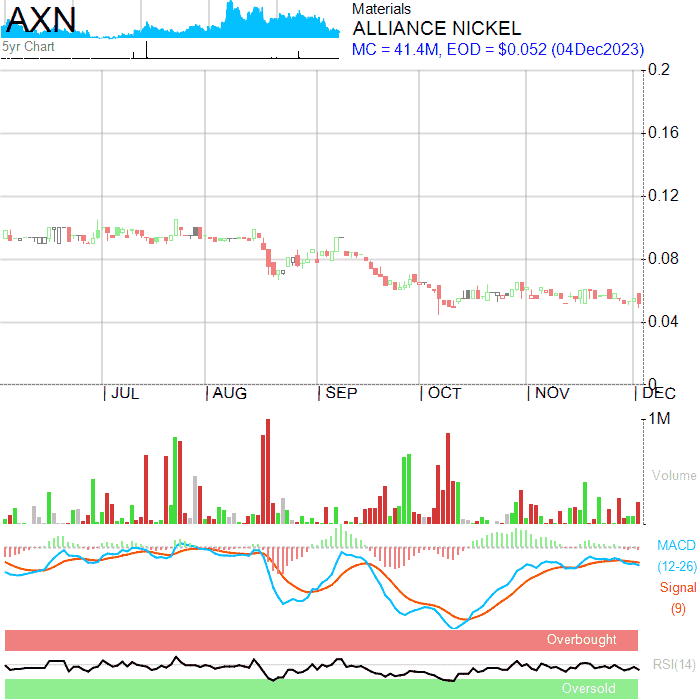 AXN
5yr Chart
Materials
ALLIANCE NICKEL
MC = 41.4M, EOD = $0.052 (04Dec2023)
0.2
0.16
0.12
0.08
0.04
0
JUL AUG SEP OCT NOV DEC
1M
Volume
MACD
(12-26)
Signal
(9)
Overbought
RSI(14)
Oversold